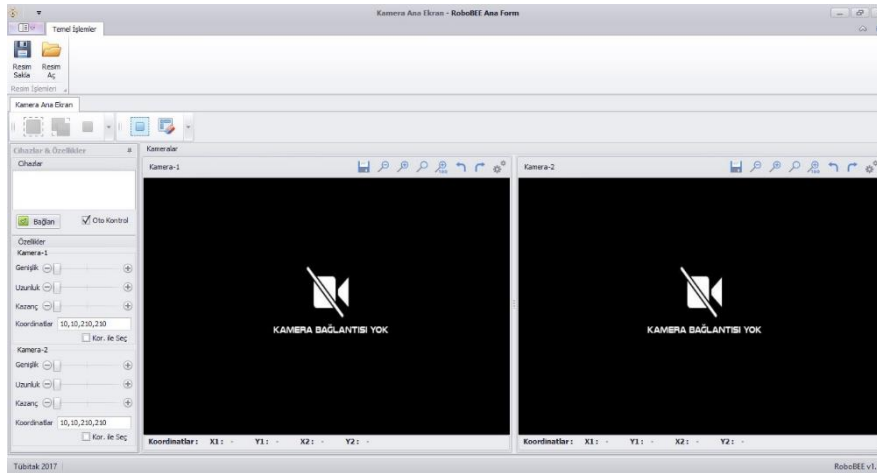 Kamera Ana Ekran - RoboBEE Ana Form
Temel İşlemler
Resim Sakla
Resim Aç
Resim İşlemleri
Kamera Ana Ekran
Cihazlar & Özellikler
Cihazlar
Bağlan
Oto Kontrol
Özellikler
Kamera-1
Genişlik
Uzunluk
Kazanç
Koordinatlar 10,10,210,210
Kor. ile Seç
Kamera-2
Genişlik
Uzunluk
Kazanç
Koordinatlar 10,10,210,210
Kor. ile Seç
Kameralar
Kamera-1
KAMERA BAĞLANTISI YOK
Koordinatlar : X1 : - Y1 : - X2 : - Y2 : -
Kamera-2
KAMERA BAĞLANTISI YOK
Koordinatlar : X1 : - Y1 : - X2 : - Y2 : -
Tübitak 2017
RoboBEE v1.